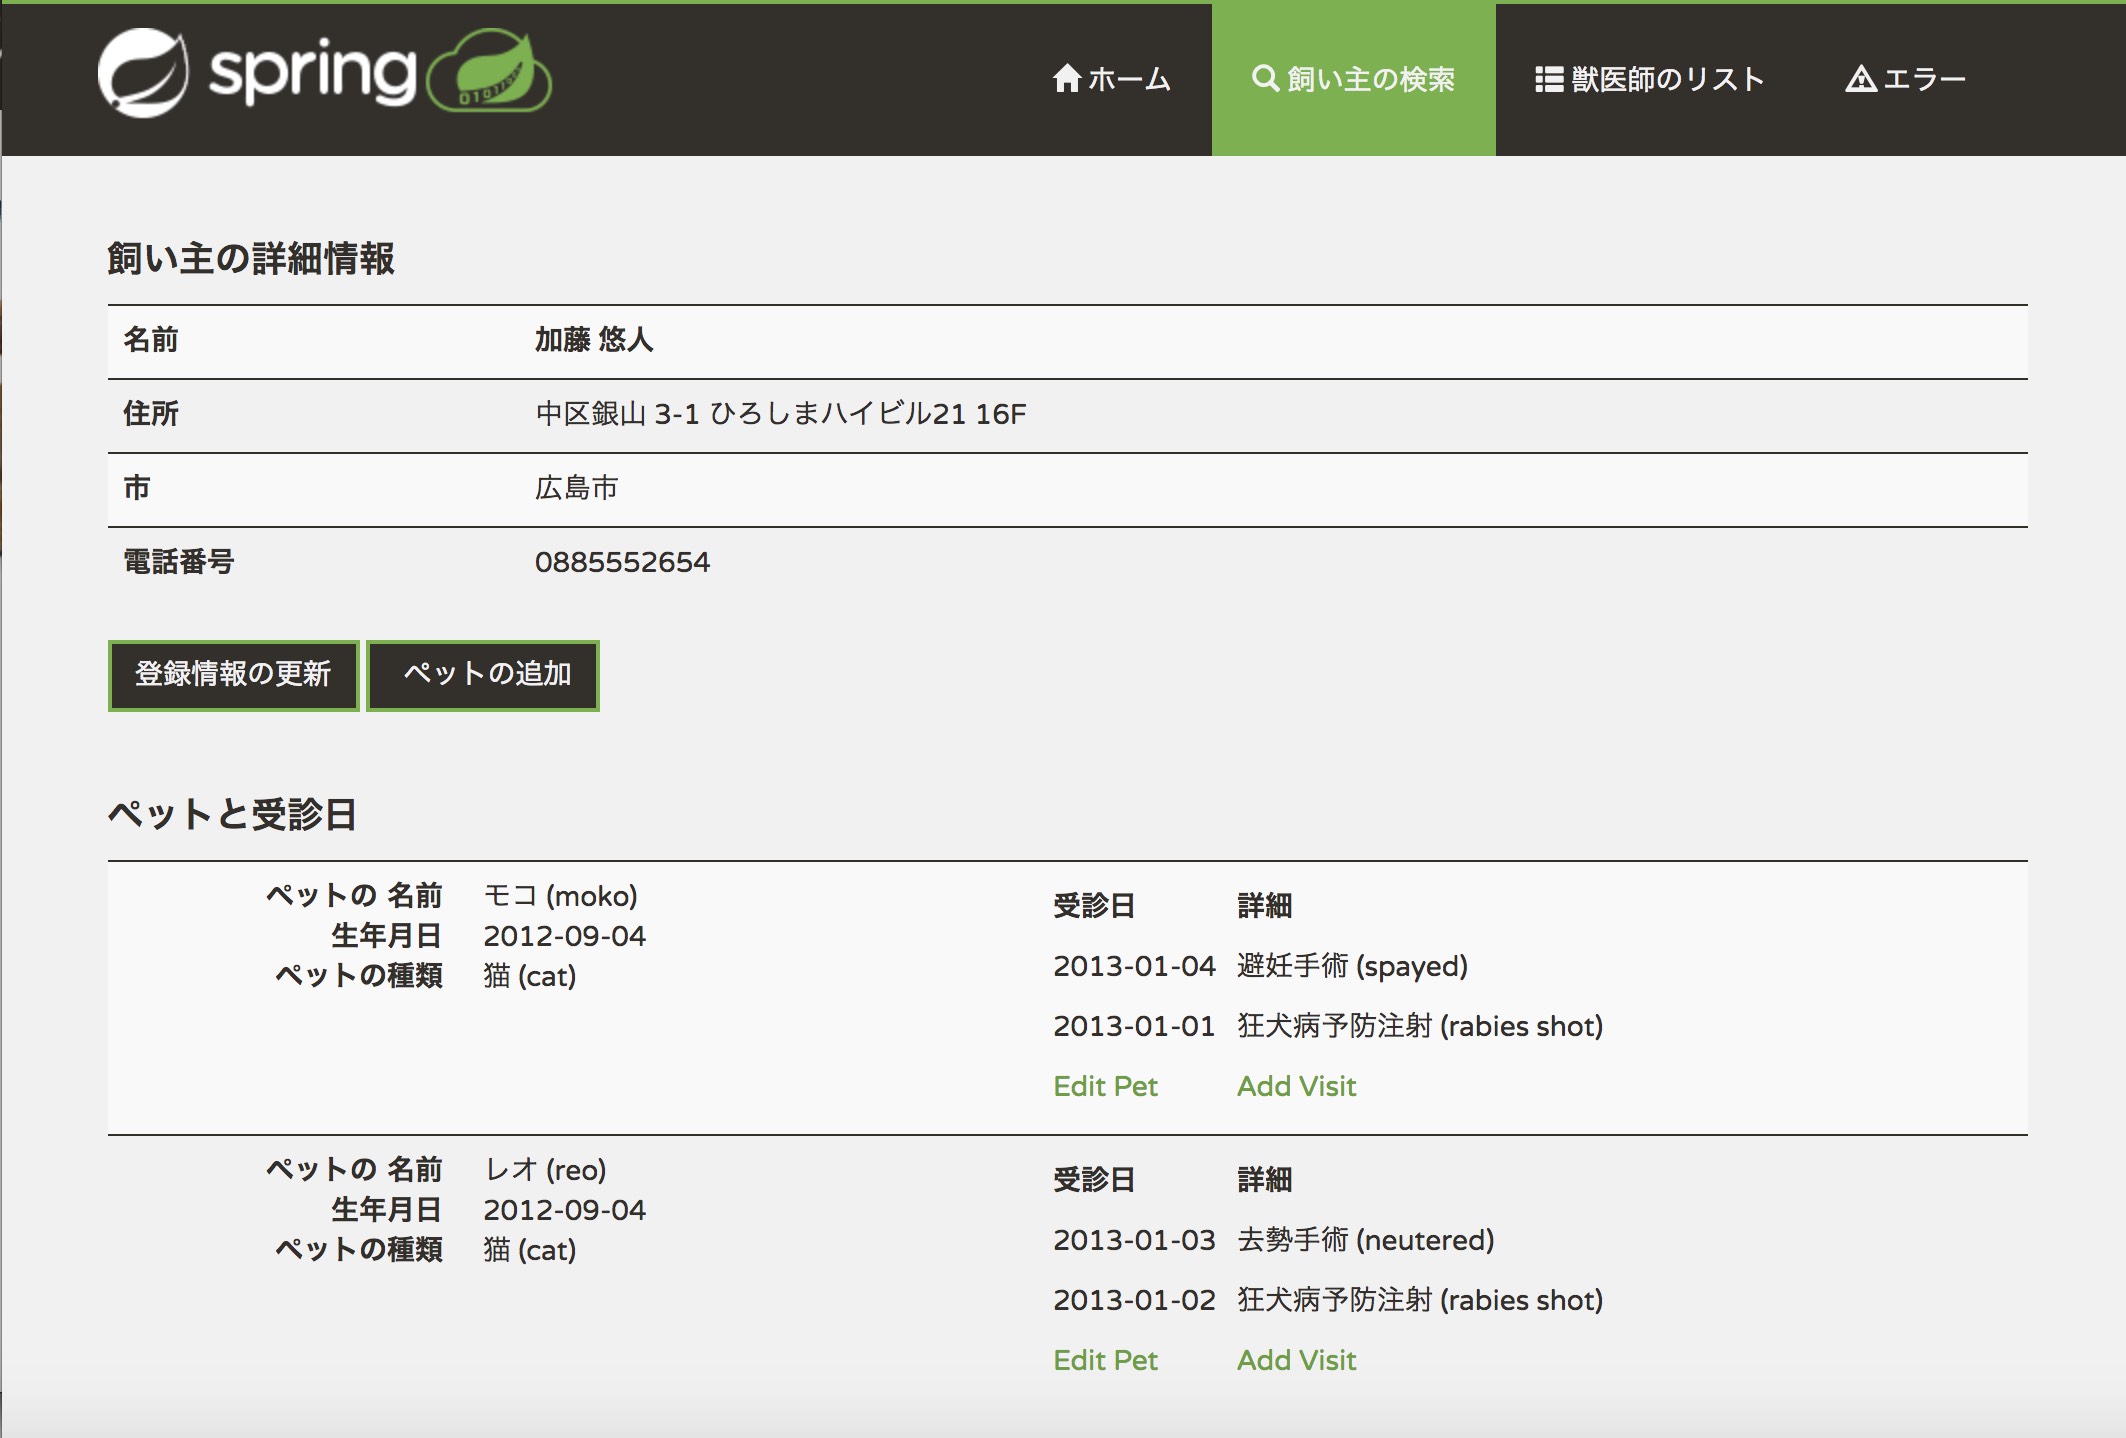 spring
ホーム 飼い主の検索 獣医師のリスト エラー
飼い主の詳細情報
名前 加藤 悠人
住所 中区銀山 3-1 ひろしまハイビル21 16F
市 広島市
電話番号 0885552654
登録情報の更新 ペットの追加
ペットと受診日
ペットの 名前 モコ (moko)
生年月日 2012-09-04
ペットの種類 猫 (cat)
受診日 詳細
2013-01-04 避妊手術 (spayed)
2013-01-01 狂犬病予防注射 (rabies shot)
Edit Pet Add Visit
ペットの 名前 レオ (reo)
生年月日 2012-09-04
ペットの種類 猫 (cat)
受診日 詳細
2013-01-03 去勢手術 (neutered)
2013-01-02 狂犬病予防注射 (rabies shot)
Edit Pet Add Visit